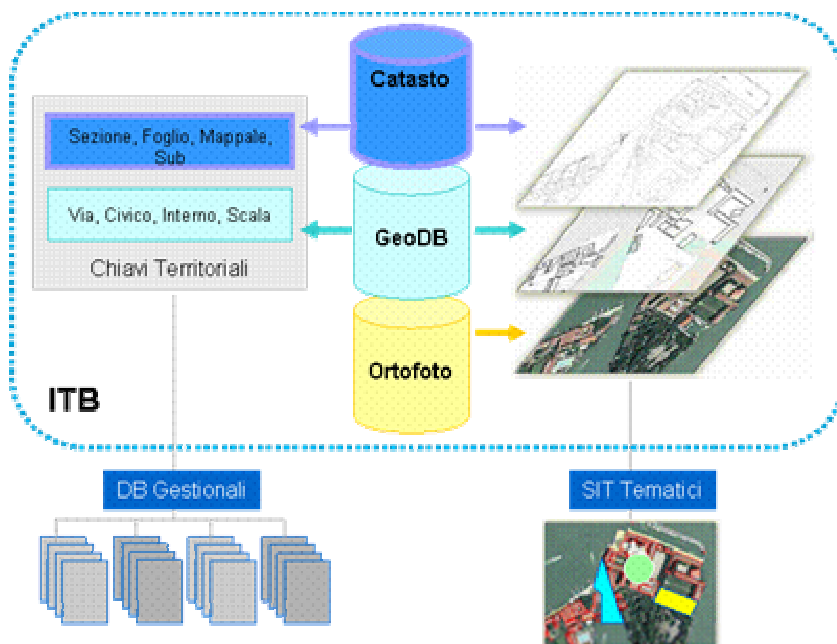 Catasto
Sezione, Foglio, Mappale,
Sub
Via, Civico, Interno, Scala
GeoDB
Chiavi Territoriali
Ortofoto
ITB
DB Gestionali
SIT Tematici